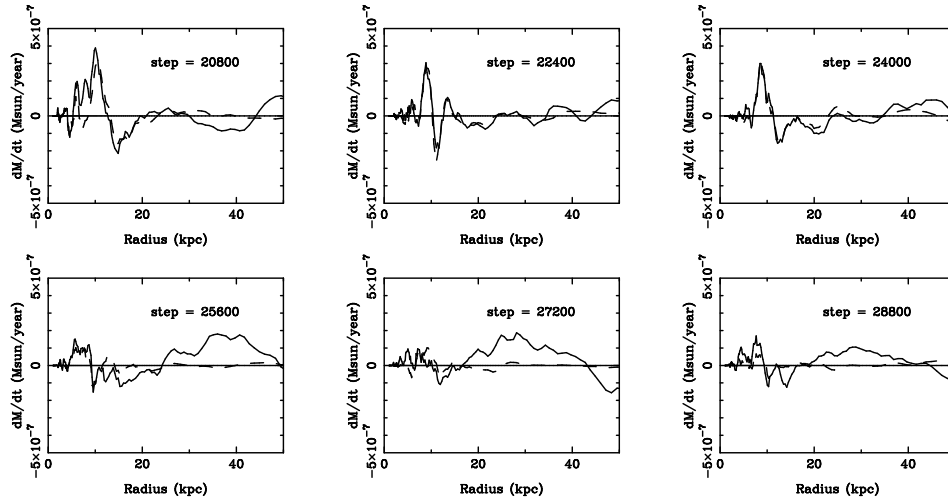 dM/dt (Msun/year)
−5×10⁻⁷ 0 5×10⁻⁷
step = 20800
0 20 40
Radius (kpc)
dM/dt (Msun/year)
−5×10⁻⁷ 0 5×10⁻⁷
step = 22400
0 20 40
Radius (kpc)
dM/dt (Msun/year)
−5×10⁻⁷ 0 5×10⁻⁷
step = 24000
0 20 40
Radius (kpc)
dM/dt (Msun/year)
−5×10⁻⁷ 0 5×10⁻⁷
step = 25600
0 20 40
Radius (kpc)
dM/dt (Msun/year)
−5×10⁻⁷ 0 5×10⁻⁷
step = 27200
0 20 40
Radius (kpc)
dM/dt (Msun/year)
−5×10⁻⁷ 0 5×10⁻⁷
step = 28800
0 20 40
Radius (kpc)